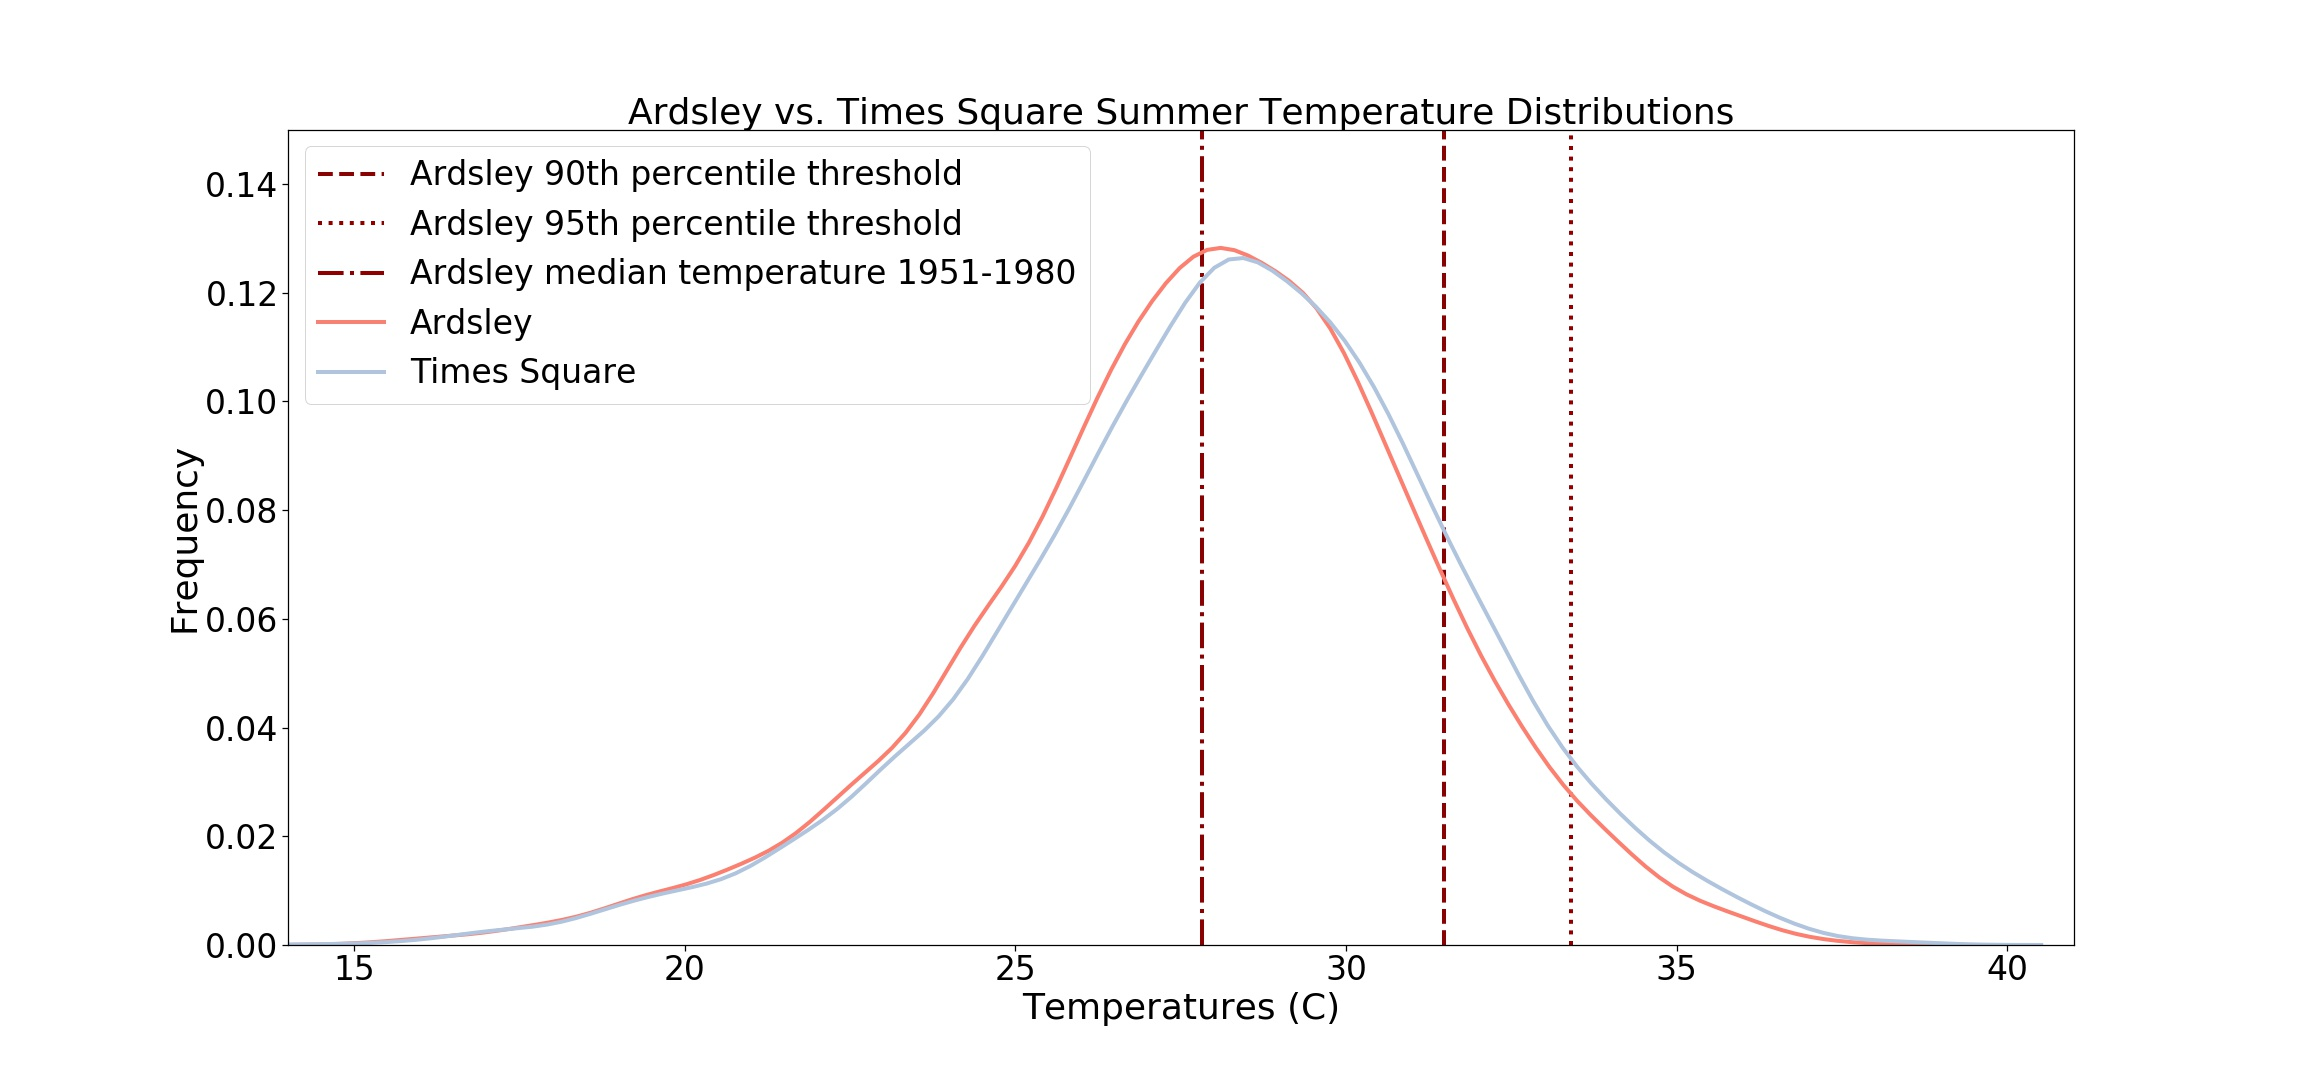 Ardsley vs. Times Square Summer Temperature Distributions
Ardsley 90th percentile threshold
Ardsley 95th percentile threshold
Ardsley median temperature 1951-1980
Ardsley
Times Square
0.14
0.12
0.10
0.08
0.06
0.04
0.02
0.00
Frequency
15 20 25 30 35 40
Temperatures (C)